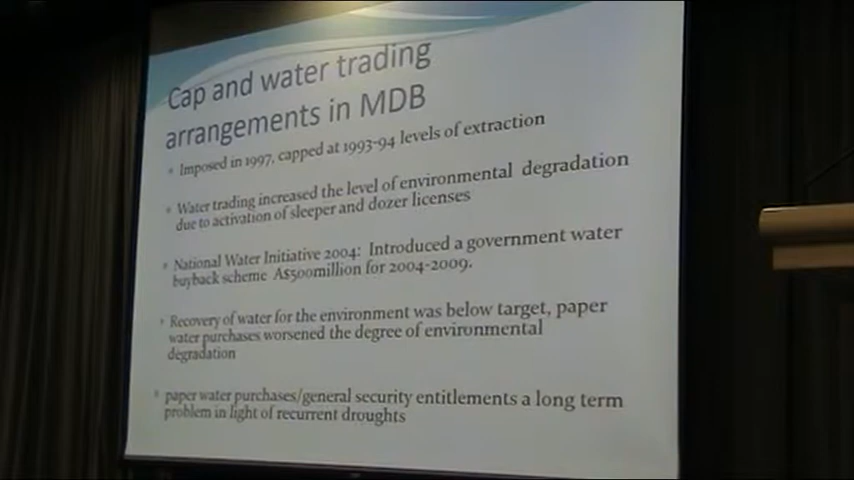 Cap and water trading
arrangements in MDB
Imposed in 1997, capped at 1993-94 levels of extraction
Water trading increased the level of environmental degradation
due to activation of sleeper and dozer licenses
National Water Initiative 2004: Introduced a government water
buyback scheme A$500million for 2004-2009.
Recovery of water for the environment was below target, paper
water purchases worsened the degree of environmental
degradation
paper water purchases/general security entitlements a long term
problem in light of recurrent droughts